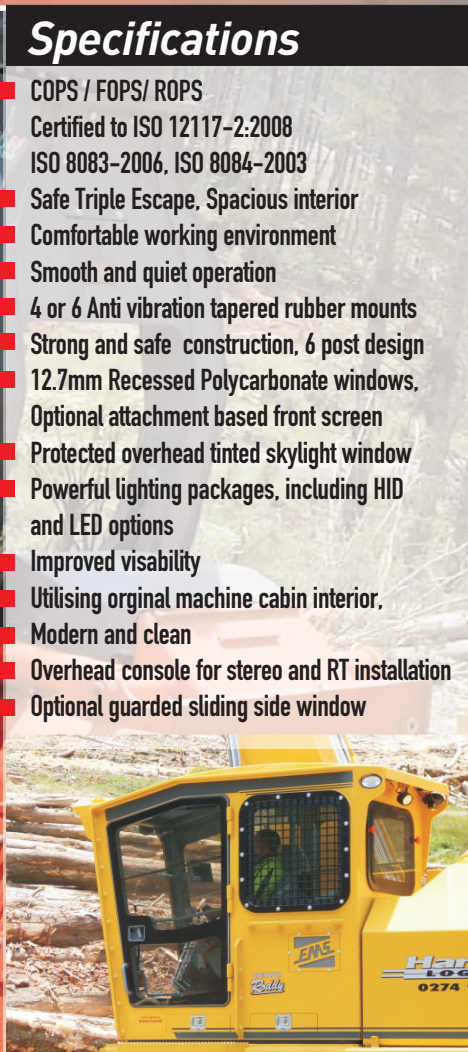 Specifications
COPS / FOPS/ ROPS
Certified to ISO 12117-2:2008
ISO 8083-2006, ISO 8084-2003
Safe Triple Escape, Spacious interior
Comfortable working environment
Smooth and quiet operation
4 or 6 Anti vibration tapered rubber mounts
Strong and safe construction, 6 post design
12.7mm Recessed Polycarbonate windows,
Optional attachment based front screen
Protected overhead tinted skylight window
Powerful lighting packages, including HID
and LED options
Improved visability
Utilising orginal machine cabin interior,
Modern and clean
Overhead console for stereo and RT installation
Optional guarded sliding side window
EMS
Roddy
Har
LOG
0274